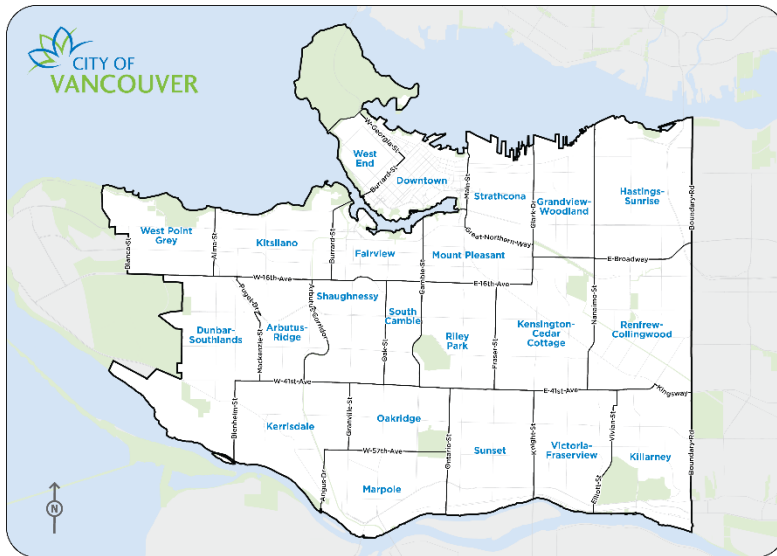 CITY OF
VANCOUVER
W-Georgia-St
West
End
Burrard-St
Downtown
Main-St
Strathcona
Clark-Dr
Grandview-
Woodland
Hastings-
Sunrise
Boundary-Rd
West Point
Grey
Blanca-St
Alma-St
Kitsilano
Burrard-St
Fairview
Cambie-St
Great-Northern-Way
Mount Pleasant
E-Broadway
W-16th-Ave
E-16th-Ave
Nanaimo-St
Puget-Dr
Arbutus-Corridor
Shaughnessy
South
Cambie
Dunbar-
Southlands
Mackenzie-St
Arbutus-
Ridge
Oak-St
Riley
Park
Fraser-St
Kensington-
Cedar
Cottage
Renfrew-
Collingwood
W-41st-Ave
E-41st-Ave
Kingsway
Blenheim-St
Kerrisdale
Granville-St
Oakridge
W-57th-Ave
Ontario-St
Sunset
Knight-St
Victoria-
Fraserview
Vivian-St
Elliott-St
Killarney
Boundary-Rd
Angus-Dr
Marpole
N